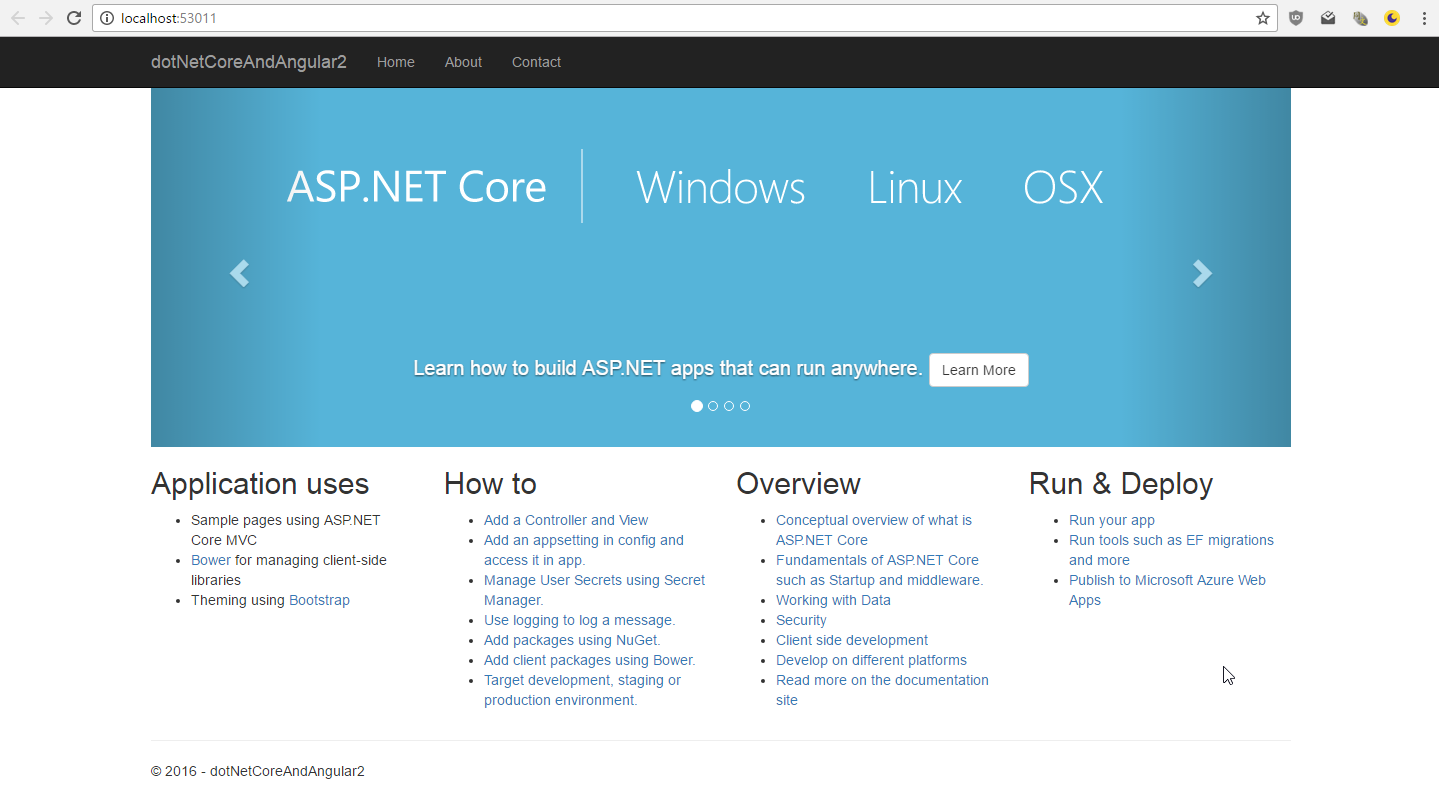 localhost:53011
dotNetCoreAndAngular2 Home About Contact
ASP.NET Core Windows Linux OSX
Learn how to build ASP.NET apps that can run anywhere. Learn More
Application uses
Sample pages using ASP.NET
Core MVC
Bower for managing client-side
libraries
Theming using Bootstrap
How to
Add a Controller and View
Add an appsetting in config and
access it in app.
Manage User Secrets using Secret
Manager.
Use logging to log a message.
Add packages using NuGet.
Add client packages using Bower.
Target development, staging or
production environment.
Overview
Conceptual overview of what is
ASP.NET Core
Fundamentals of ASP.NET Core
such as Startup and middleware.
Working with Data
Security
Client side development
Develop on different platforms
Read more on the documentation
site
Run & Deploy
Run your app
Run tools such as EF migrations
and more
Publish to Microsoft Azure Web
Apps
© 2016 - dotNetCoreAndAngular2